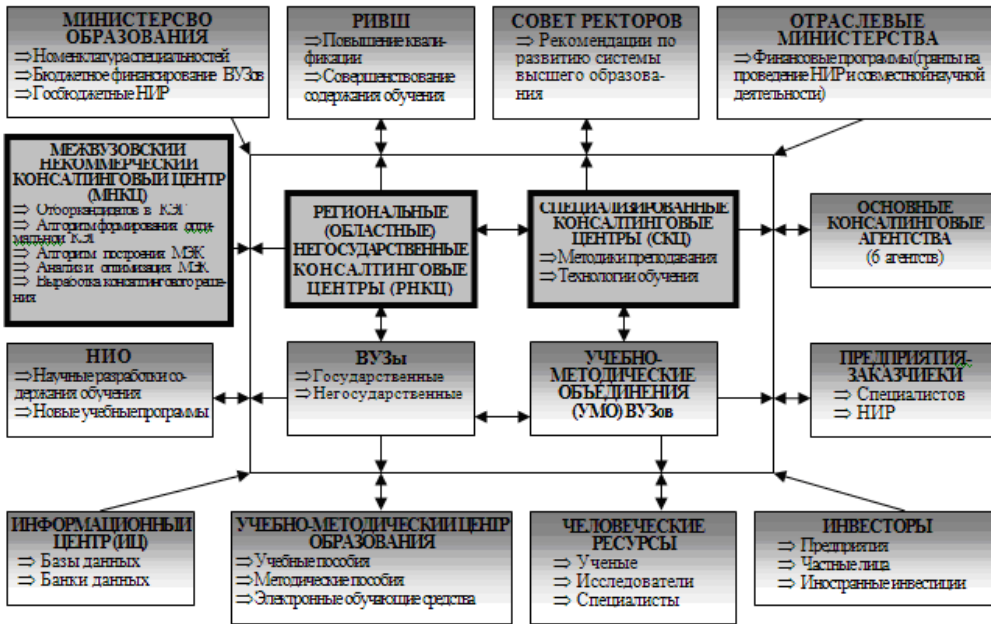 МИНИСТЕРСВО
ОБРАЗОВАНИЯ
⇒Номенклатура специальностей
⇒Бюджетное финансирование ВУЗов
⇒Госбюджетные НИР
РИВШ
⇒Повышение квали-
фикации
⇒Совершенствование
содержания обучения
СОВЕТ РЕКТОРОВ
⇒ Рекомендации по
развитию системы
высшего образова-
ния
ОТРАСЛЕВЫЕ
МИНИСТЕРСТВА
⇒Финансовые программы (гранты на
проведение НИР и совместной научной
деятельности)
МЕЖВУЗОВСКИЙ
НЕКОММЕРЧЕСКИЙ
КОНСАЛТИНГОВЫЙ ЦЕНТР
(МНКЦ)
⇒ Отбор кандидатов в КЭГ
⇒ Алгоритм формирования опти-
мальной КЭГ
⇒ Алгоритм построения МЭК
⇒ Анализ и оптимизация МЭК
⇒ Выработка консалтингового реше-
ния
РЕГИОНАЛЬНЫЕ
(ОБЛАСТНЫЕ)
НЕГОСУДАРСТВЕННЫЕ
КОНСАЛТИНГОВЫЕ
ЦЕНТРЫ (РНКЦ)
СПЕЦИАЛИЗИРОВАННЫЕ
КОНСАЛТИНГОВЫЕ
ЦЕНТРЫ (СКЦ)
⇒Методики преподавания
⇒Технологии обучения
ОСНОВНЫЕ
КОНСАЛТИНГОВЫЕ
АГЕНТСТВА
(6 агентств)
НИО
⇒Научные разработки со-
держания обучения
⇒Новые учебные программы
ВУЗы
⇒ Государственные
⇒ Негосударственные
УЧЕБНО-
МЕТОДИЧЕСКИЕ
ОБЪЕДИНЕНИЯ
(УМО) ВУЗов
ПРЕДПРИЯТИЯ-
ЗАКАЗЧИЕКИ
⇒ Специалистов
⇒ НИР
ИНФОРМАЦИОННЫЙ
ЦЕНТР (ИЦ)
⇒ Базы данных
⇒ Банки данных
УЧЕБНО-МЕТОДИЧЕСКИЙ ЦЕНТР
ОБРАЗОВАНИЯ
⇒Учебные пособия
⇒Методические пособия
⇒Электронные обучающие средства
ЧЕЛОВЕЧЕСКИЕ
РЕСУРСЫ
⇒ Ученые
⇒ Исследователи
⇒ Специалисты
ИНВЕСТОРЫ
⇒ Предприятия
⇒ Частные лица
⇒ Иностранные инвестиции